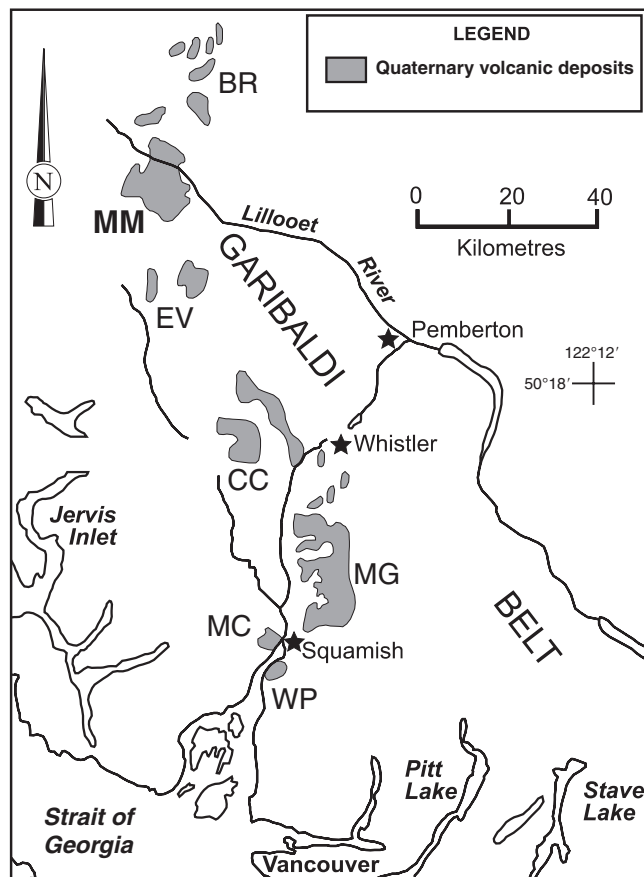 LEGEND
Quaternary volcanic deposits
BR
N
MM
Lillooet
River
0 20 40
Kilometres
GARIBALDI
EV
Pemberton
122°12′
50°18′
Whistler
CC
Jervis
Inlet
MG
BELT
MC
Squamish
WP
Pitt
Lake
Stave
Lake
Strait of
Georgia
Vancouver